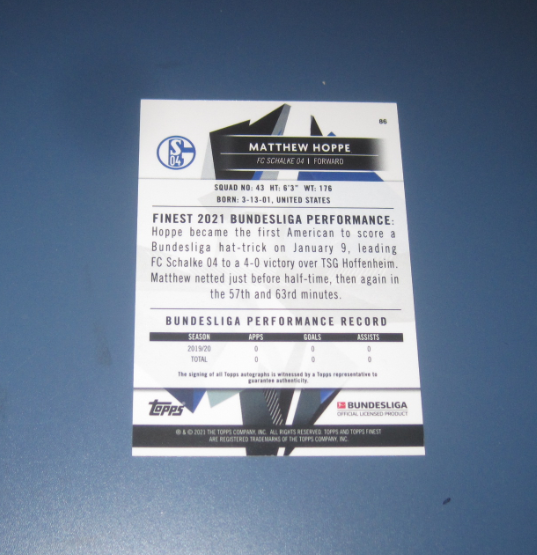 86
S
04
MATTHEW HOPPE
FC SCHALKE 04 | FORWARD
SQUAD NO: 43 HT: 6'3" WT: 176
BORN: 3-13-01, UNITED STATES
FINEST 2021 BUNDESLIGA PERFORMANCE:
Hoppe became the first American to score a
Bundesliga hat-trick on January 9, leading
FC Schalke 04 to a 4-0 victory over TSG Hoffenheim.
Matthew netted just before half-time, then again in
the 57th and 63rd minutes.
BUNDESLIGA PERFORMANCE RECORD
SEASON APPS GOALS ASSISTS
2019/20 0 0 0
TOTAL 0 0 0
The signing of all Topps autographs is witnessed by a Topps representative to
guarantee authenticity.
Topps
BUNDESLIGA
OFFICIAL LICENSED PRODUCT
® & © 2021 THE TOPPS COMPANY, INC. ALL RIGHTS RESERVED. TOPPS AND TOPPS FINEST
ARE REGISTERED TRADEMARKS OF THE TOPPS COMPANY, INC.